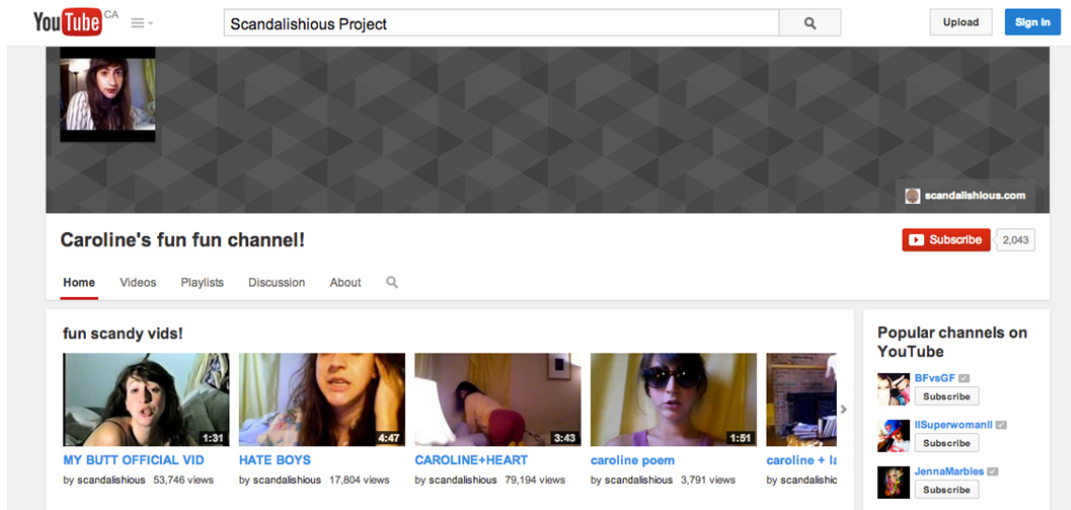 YouTube CA
Scandalishious Project
Upload
Sign In
scandalishious.com
Caroline's fun fun channel!
Subscribe 2,043
Home Videos Playlists Discussion About
fun scandy vids!
1:31
4:47
3:43
1:51
MY BUTT OFFICIAL VID
by scandalishious 53,746 views
HATE BOYS
by scandalishious 17,804 views
CAROLINE+HEART
by scandalishious 79,194 views
caroline poem
by scandalishious 3,791 views
caroline + la
by scandalishio
Popular channels on
YouTube
BFvsGF
Subscribe
IISuperwomanII
Subscribe
JennaMarbles
Subscribe